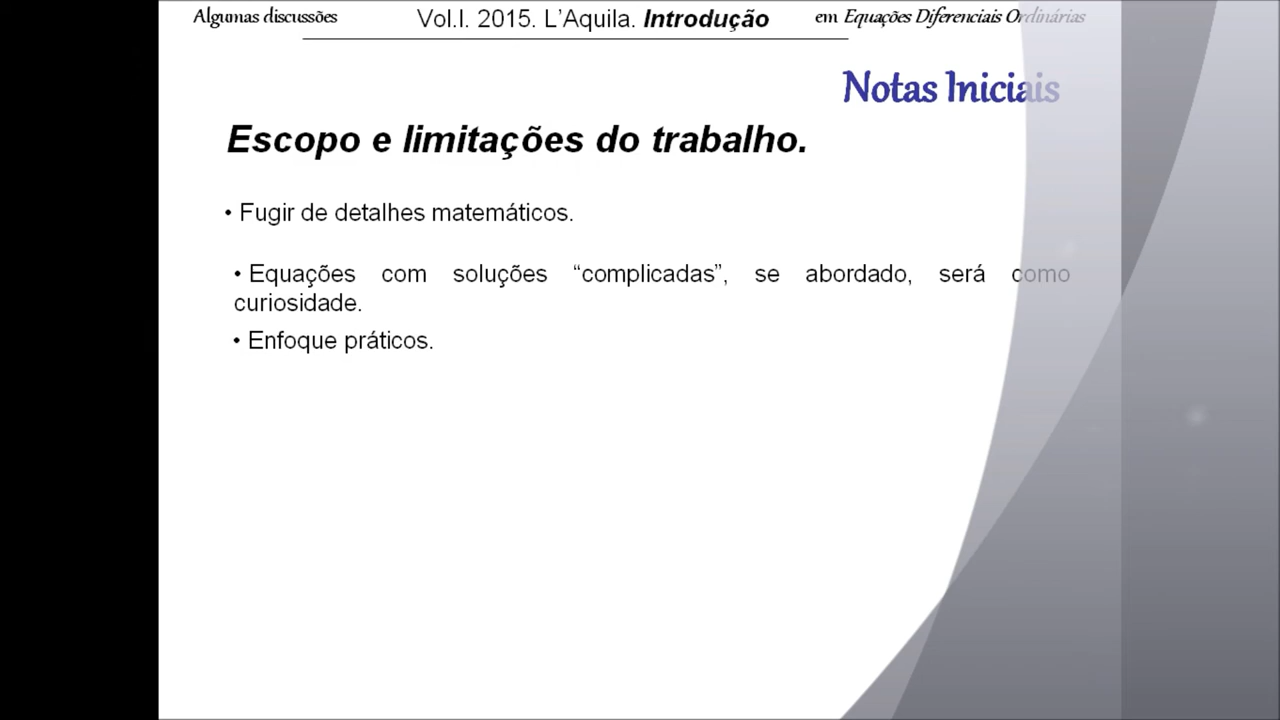 Algumas discussões Vol.I. 2015. L’Aquila. Introdução em Equações Diferenciais Ordinárias
Notas Iniciais
Escopo e limitações do trabalho.
• Fugir de detalhes matemáticos.
• Equações com soluções “complicadas”, se abordado, será como
curiosidade.
• Enfoque práticos.